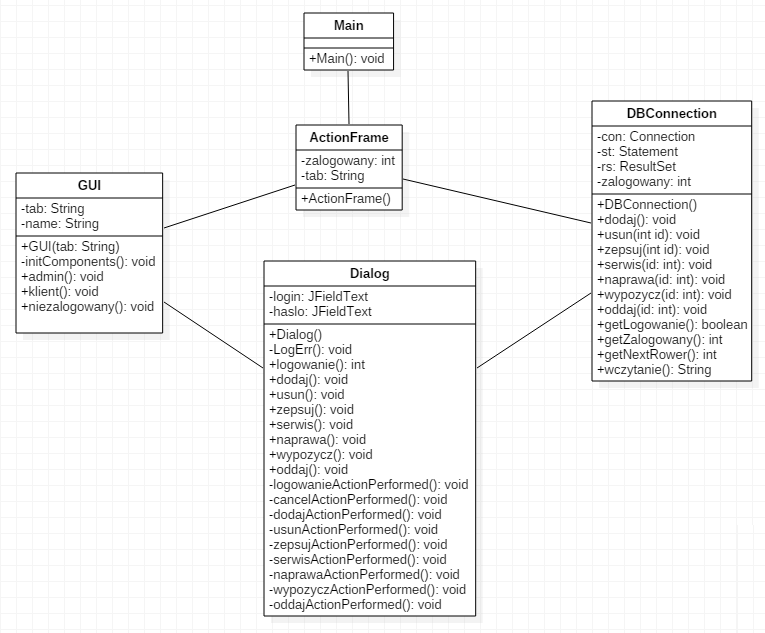 Main
+Main(): void
ActionFrame
-zalogowany: int
-tab: String
+ActionFrame()
DBConnection
-con: Connection
-st: Statement
-rs: ResultSet
-zalogowany: int
+DBConnection()
+dodaj(): void
+usun(int id): void
+zepsuj(int id): void
+serwis(id: int): void
+naprawa(id: int): void
+wypozycz(id: int): void
+oddaj(id: int): void
+getLogowanie(): boolean
+getZalogowany(): int
+getNextRower(): int
+wczytanie(): String
GUI
-tab: String
-name: String
+GUI(tab: String)
-initComponents(): void
+admin(): void
+klient(): void
+niezalogowany(): void
Dialog
-login: JFieldText
-haslo: JFieldText
+Dialog()
-LogErr(): void
+logowanie(): int
+dodaj(): void
+usun(): void
+zepsuj(): void
+serwis(): void
+naprawa(): void
+wypozycz(): void
+oddaj(): void
-logowanieActionPerformed(): void
-cancelActionPerformed(): void
-dodajActionPerformed(): void
-usunActionPerformed(): void
-zepsujActionPerformed(): void
-serwisActionPerformed(): void
-naprawaActionPerformed(): void
-wypozyczActionPerformed(): void
-oddajActionPerformed(): void